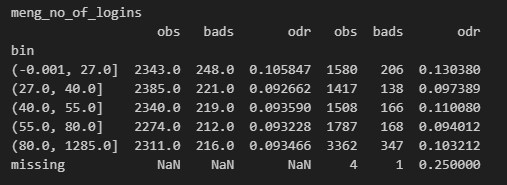 meng_no_of_logins
obs bads odr obs bads odr
bin
(-0.001, 27.0] 2343.0 248.0 0.105847 1580 206 0.130380
(27.0, 40.0] 2385.0 221.0 0.092662 1417 138 0.097389
(40.0, 55.0] 2340.0 219.0 0.093590 1508 166 0.110080
(55.0, 80.0] 2274.0 212.0 0.093228 1787 168 0.094012
(80.0, 1285.0] 2311.0 216.0 0.093466 3362 347 0.103212
missing NaN NaN NaN 4 1 0.250000